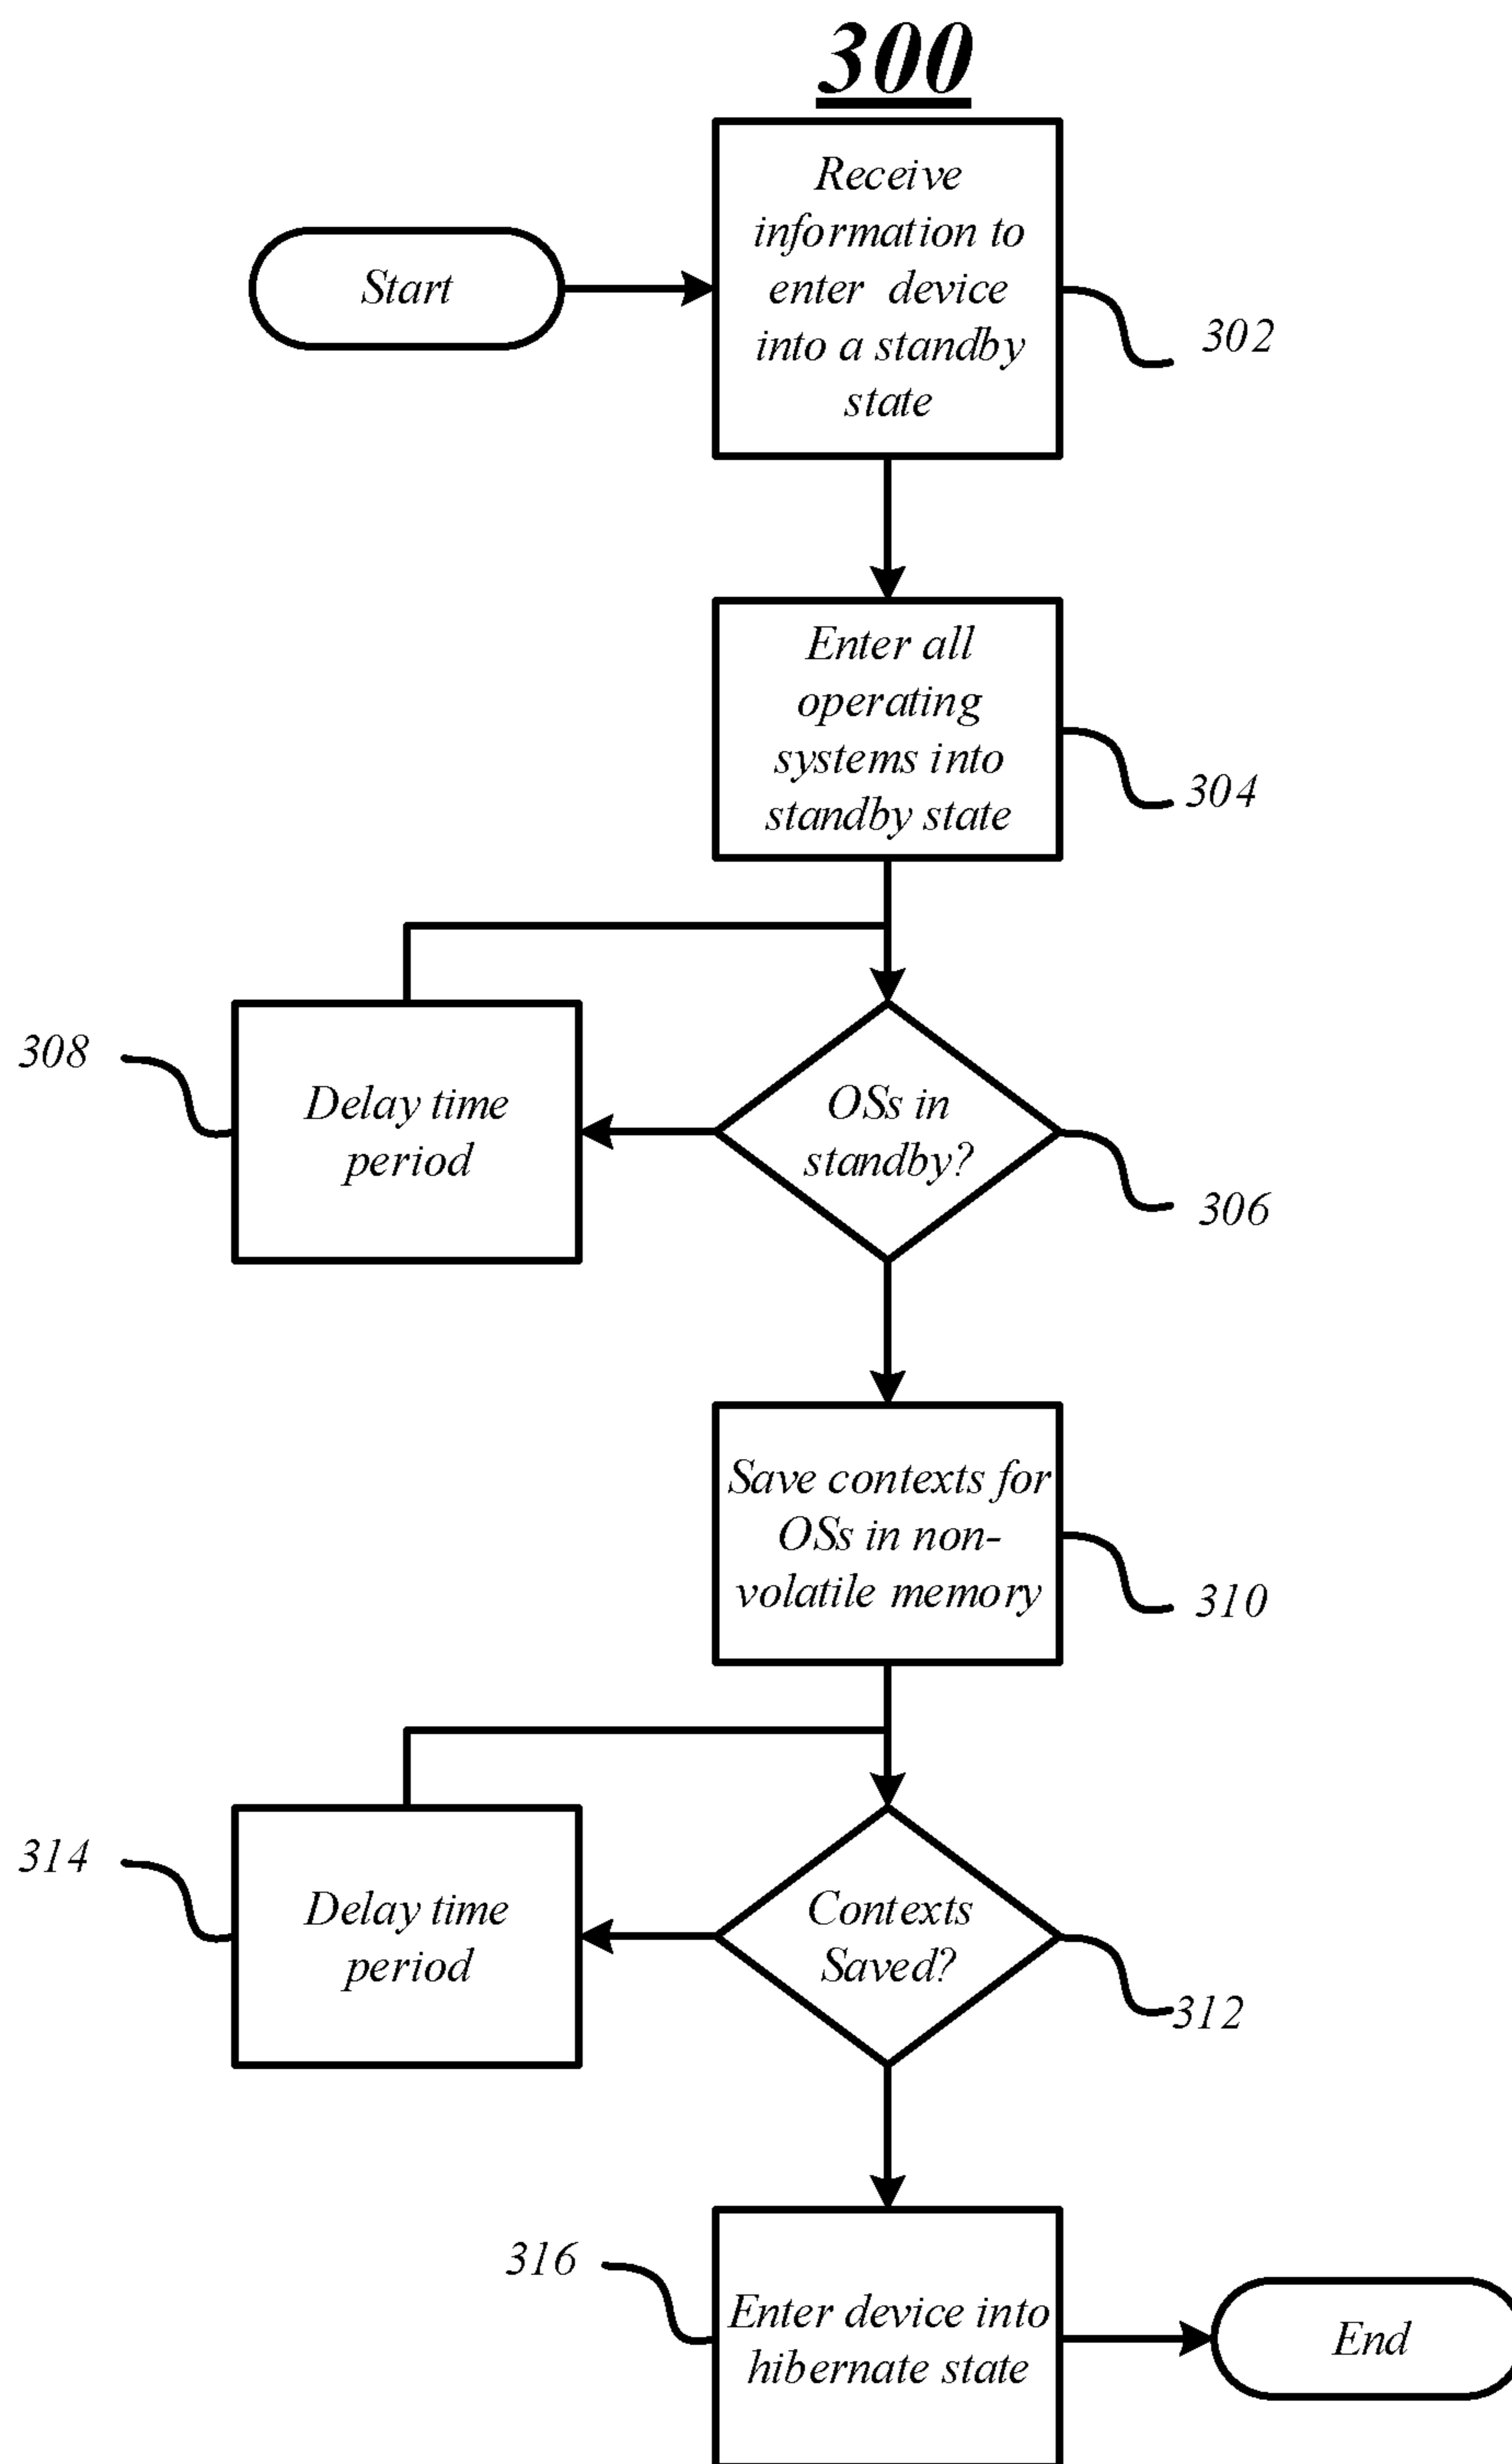 300
Receive
information to
enter device
into a standby
state
Start
302
Enter all
operating
systems into
standby state
304
308
Delay time
period
OSs in
standby?
306
Save contexts for
OSs in non-
volatile memory
310
314
Delay time
period
Contexts
Saved?
312
316
Enter device into
hibernate state
End